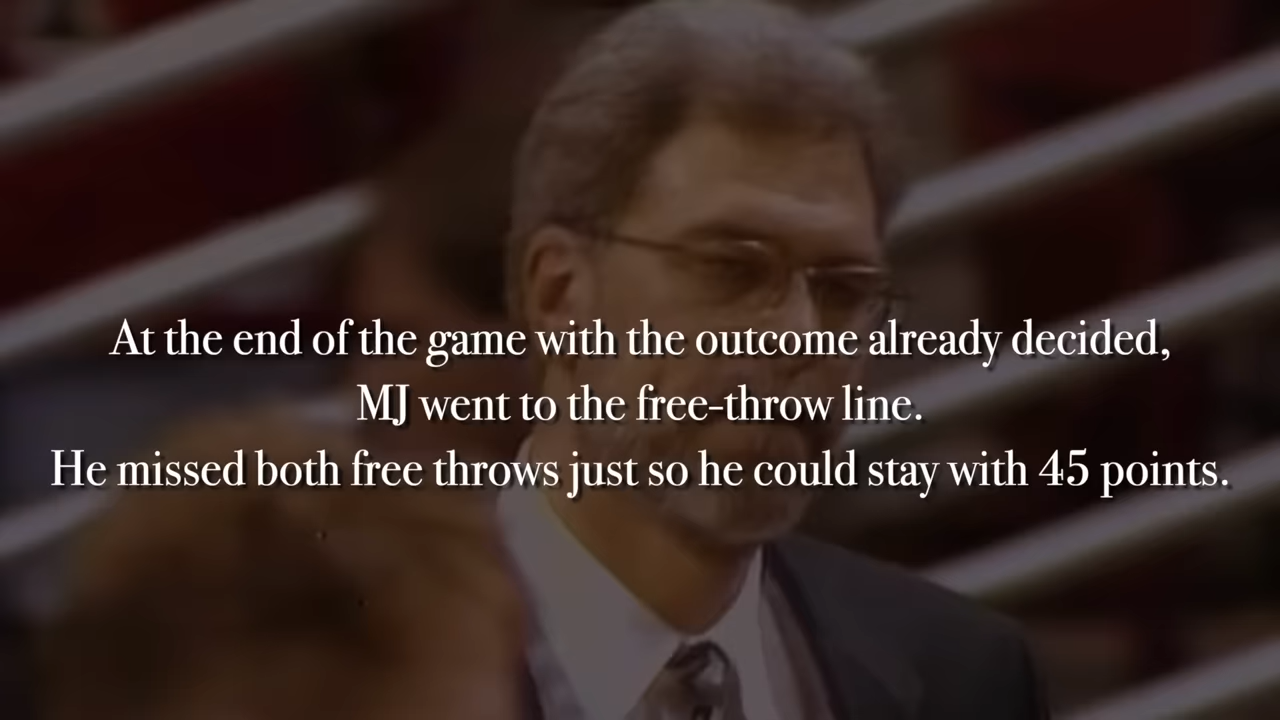 At the end of the game with the outcome already decided,
MJ went to the free-throw line.
He missed both free throws just so he could stay with 45 points.